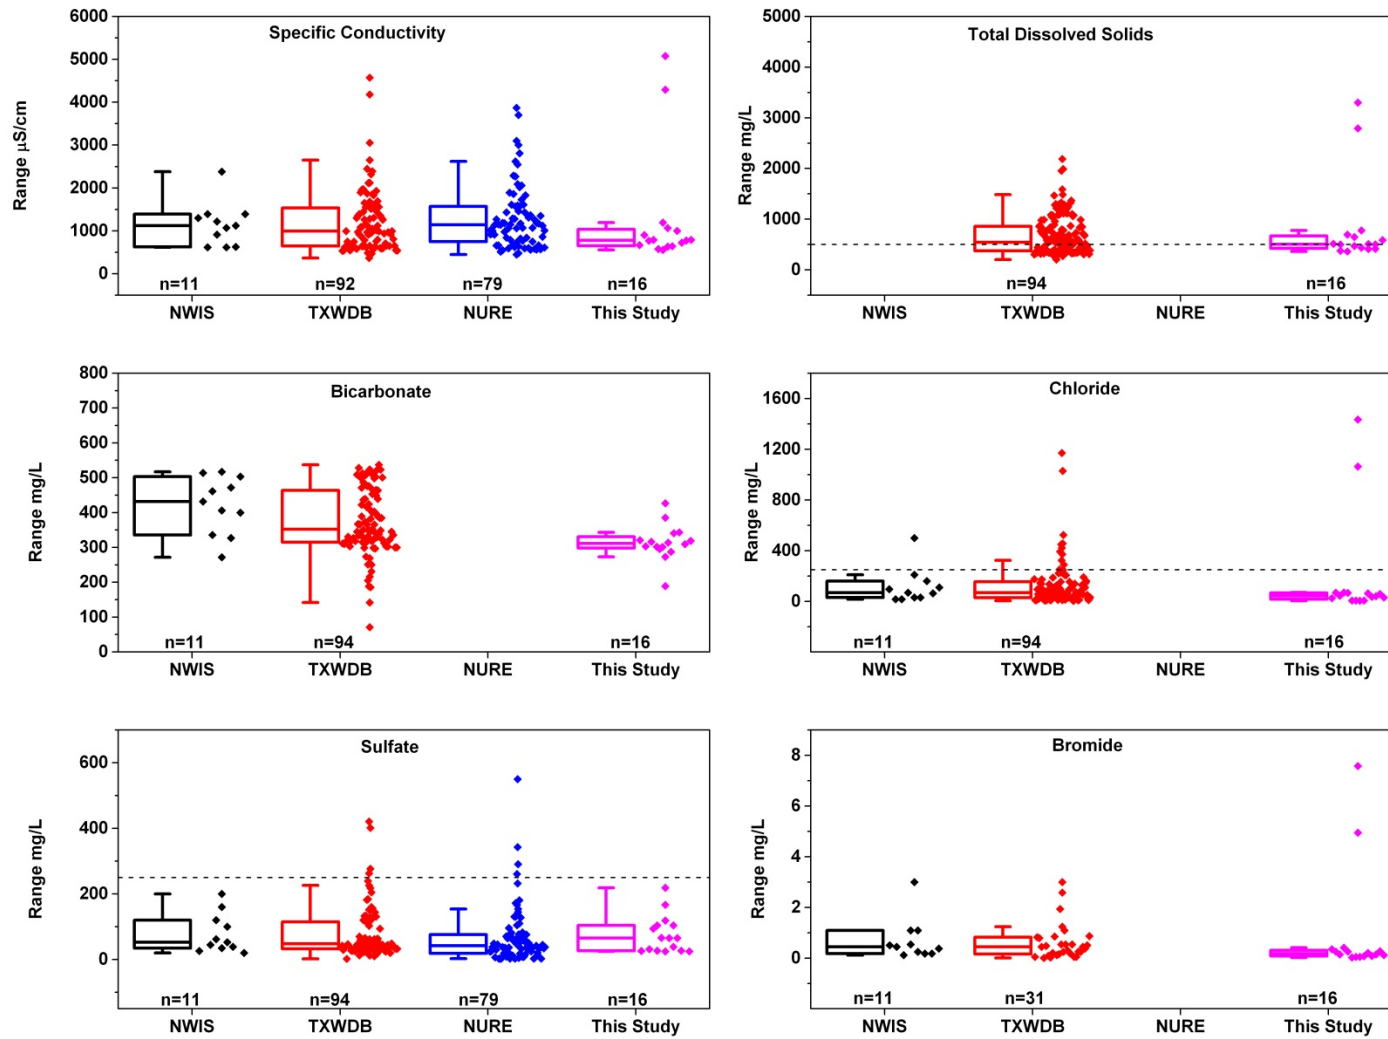 Specific Conductivity
Range µS/cm
6000
5000
4000
3000
2000
1000
0
n=11
n=92
n=79
n=16
NWIS
TXWDB
NURE
This Study
Total Dissolved Solids
Range mg/L
5000
4000
3000
2000
1000
0
n=94
n=16
NWIS
TXWDB
NURE
This Study
Bicarbonate
Range mg/L
800
700
600
500
400
300
200
100
0
n=11
n=94
n=16
NWIS
TXWDB
NURE
This Study
Chloride
Range mg/L
1600
1200
800
400
0
n=11
n=94
n=16
NWIS
TXWDB
NURE
This Study
Sulfate
Range mg/L
600
400
200
0
n=11
n=94
n=79
n=16
NWIS
TXWDB
NURE
This Study
Bromide
Range mg/L
8
6
4
2
0
n=11
n=31
n=16
NWIS
TXWDB
NURE
This Study